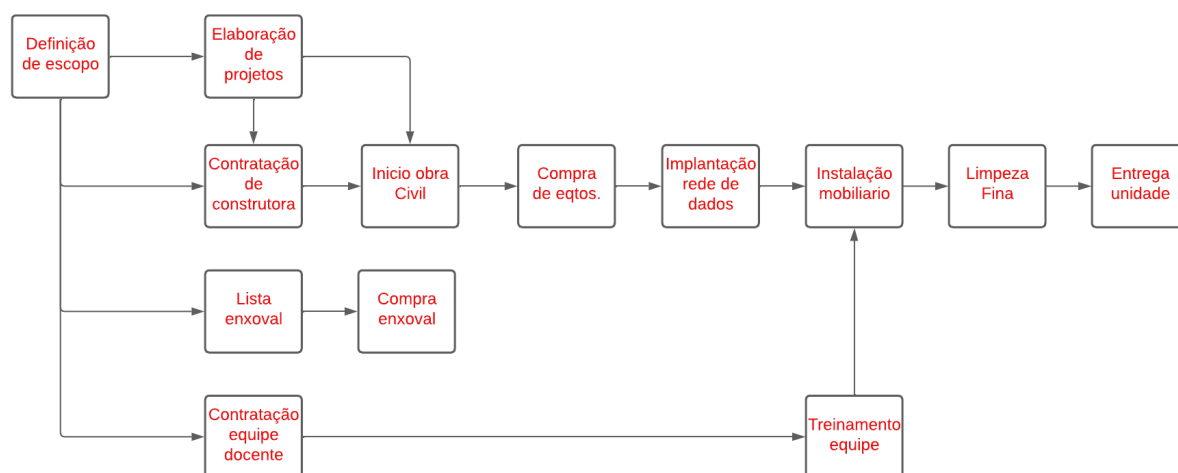 Definição
de escopo
Elaboração
de
projetos
Contratação
de
construtora
Inicio obra
Civil
Compra
de eqtos.
Implantação
rede de
dados
Instalação
mobiliario
Limpeza
Fina
Entrega
unidade
Lista
enxoval
Compra
enxoval
Contratação
equipe
docente
Treinamento
equipe